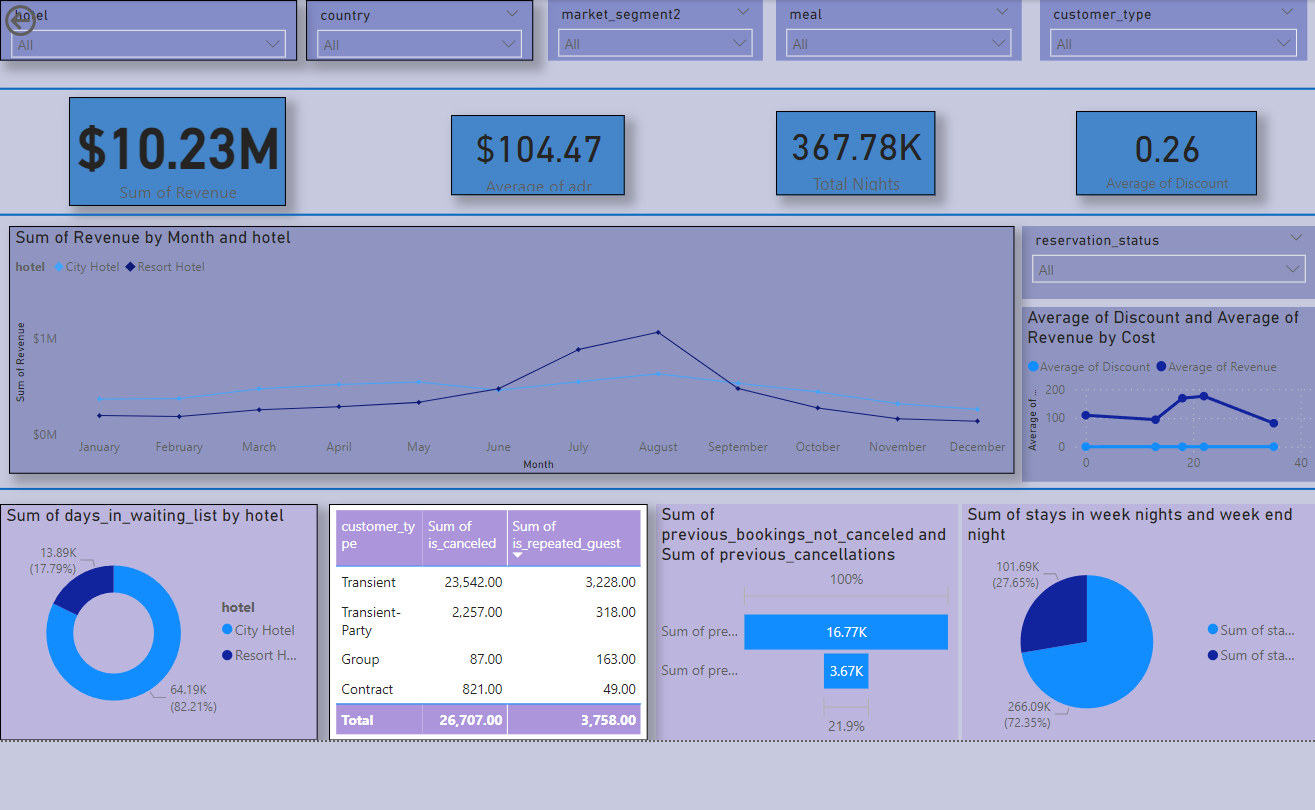 hotel
All
country
All
market_segment2
All
meal
All
customer_type
All
$10.23M
Sum of Revenue
$104.47
Average of adr
367.78K
Total Nights
0.26
Average of Discount
Sum of Revenue by Month and hotel
hotel City Hotel Resort Hotel
Sum of Revenue
$1M
$0M
January February March April May June July August September October November December
Month
reservation_status
All
Average of Discount and Average of
Revenue by Cost
Average of Discount Average of Revenue
Average of ...
200
100
0
0 20 40
Sum of days_in_waiting_list by hotel
13.89K
(17.79%)
64.19K
(82.21%)
hotel
City Hotel
Resort H...
customer_ty
pe
Sum of
is_canceled
Sum of
is_repeated_guest
Transient 23,542.00 3,228.00
Transient- 2,257.00 318.00
Party
Group 87.00 163.00
Contract 821.00 49.00
Total 26,707.00 3,758.00
Sum of
previous_bookings_not_canceled and
Sum of previous_cancellations
100%
Sum of pre... 16.77K
Sum of pre... 3.67K
21.9%
Sum of stays in week nights and week end
night
101.69K
(27.65%)
266.09K
(72.35%)
Sum of sta...
Sum of sta...